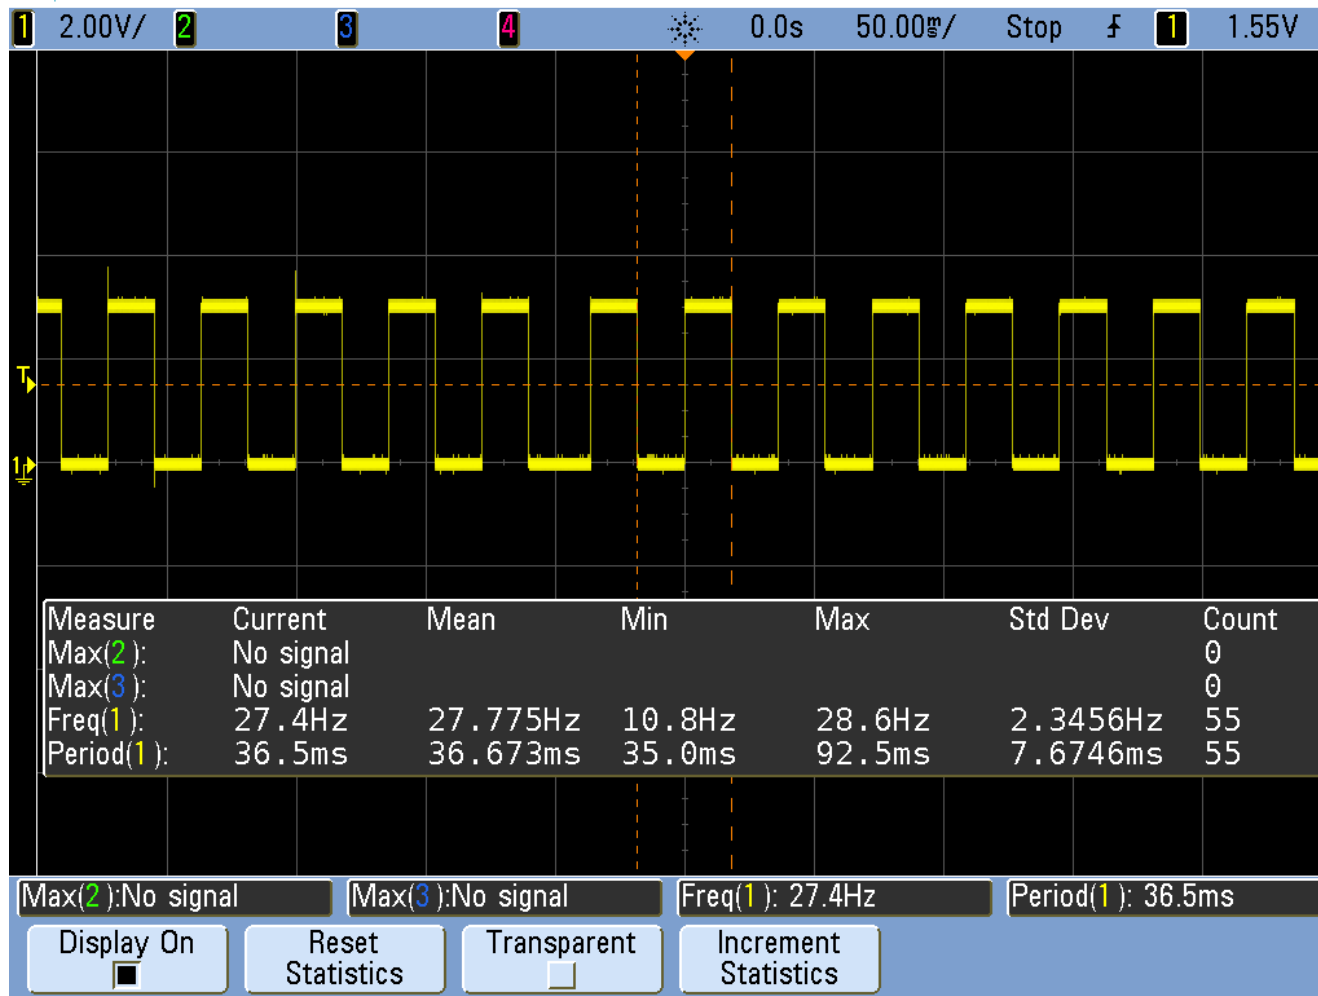 1 2.00V/ 2 3 4 0.0s 50.00ms/ Stop 1 1.55V
T
1
Measure Current Mean Min Max Std Dev Count
Max(2): No signal 0
Max(3): No signal 0
Freq(1): 27.4Hz 27.775Hz 10.8Hz 28.6Hz 2.3456Hz 55
Period(1): 36.5ms 36.673ms 35.0ms 92.5ms 7.6746ms 55
Max(2):No signal Max(3):No signal Freq(1): 27.4Hz Period(1): 36.5ms
Display On Reset Statistics Transparent Increment Statistics